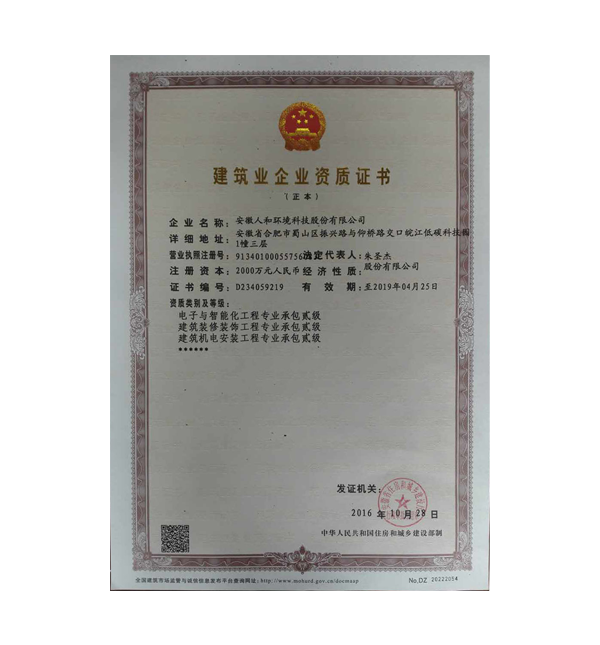 建筑业企业资质证书
(正本)
企业名称: 安徽人和环境科技股份有限公司
详细地址: 安徽省合肥市蜀山区振兴路与仰桥路交口皖江低碳科技园
1幢三层
营业执照注册号: 913401000557560 法定代表人: 朱圣杰
注册资本: 2000万元人民币 经济性质: 股份有限公司
证书编号: D234059219 有效期: 至2019年04月25日
资质类别及等级:
电子与智能化工程专业承包贰级
建筑装修装饰工程专业承包贰级
建筑机电安装工程专业承包贰级
******
发证机关:
2016 年 10 月 28 日
中华人民共和国住房和城乡建设部制
全国建筑市场监管与诚信信息发布平台查询网址: http://www.mohurd.gov.cn/docmaap
No.DZ 20222054